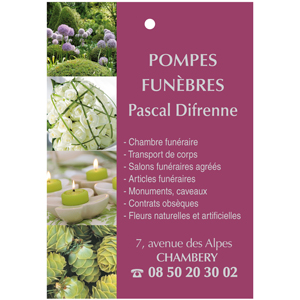 POMPES
FUNÈBRES
Pascal Difrenne
- Chambre funéraire
- Transport de corps
- Salons funéraires agréés
- Articles funéraires
- Monuments, caveaux
- Contrats obsèques
- Fleurs naturelles et artificielles
7, avenue des Alpes
CHAMBERY
☎ 08 50 20 30 02